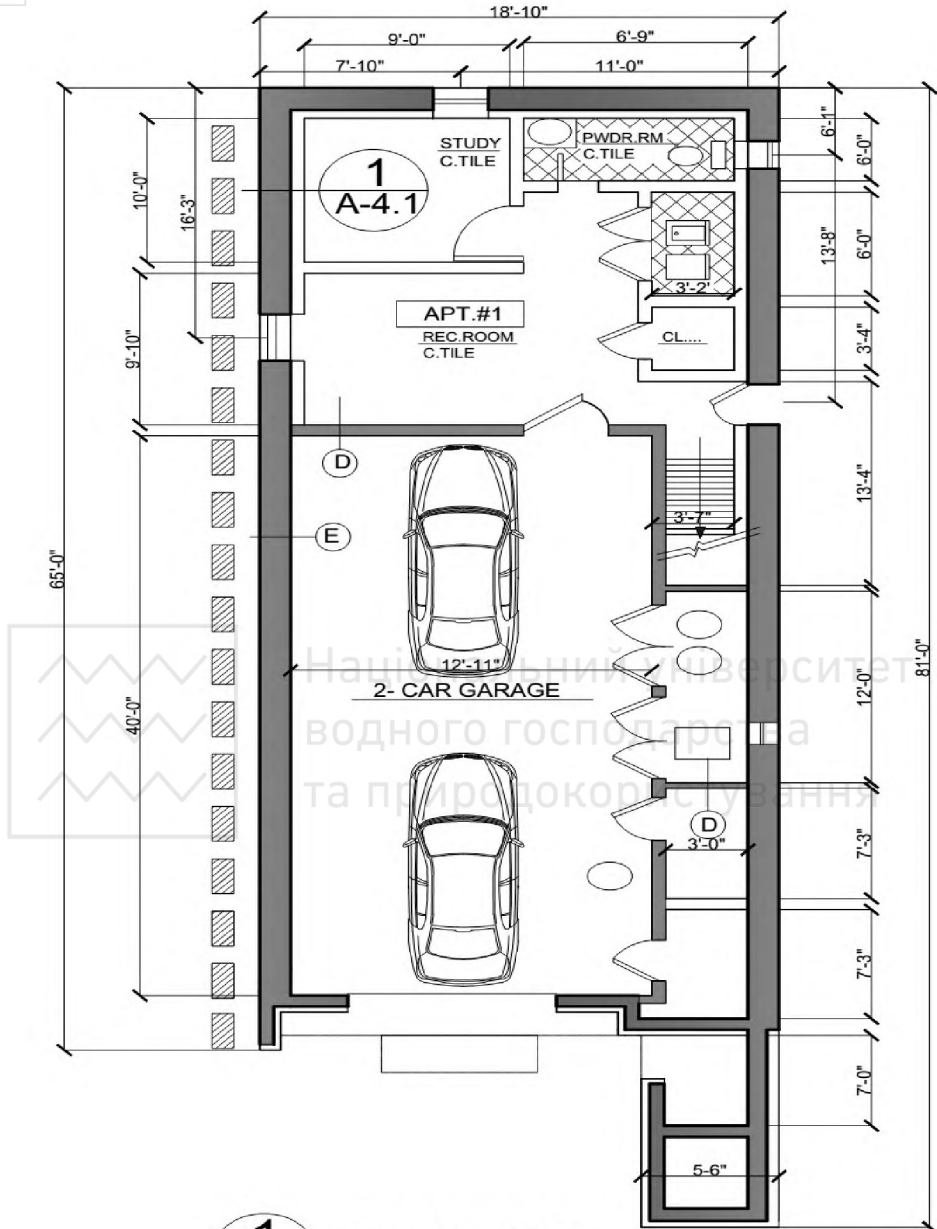 18'-10"
9'-0"
6'-9"
7'-10"
11'-0"
STUDY
C.TILE
PWDR.RM
C.TILE
1
A-4.1
6'-1"
6'-0"
10'-0"
16'-3"
13'-8"
6'-0"
3'-2'
APT.#1
REC.ROOM
C.TILE
CL....
3'-4"
9'-10"
D
13'-4"
3'-7"
E
65'-0"
Національний університет
водного господарства
та природокористування
12'-11"
2- CAR GARAGE
12'-0"
81'-0"
40'-0"
D
3'-0"
7'-3"
7'-3"
7'-0"
5-6"
1